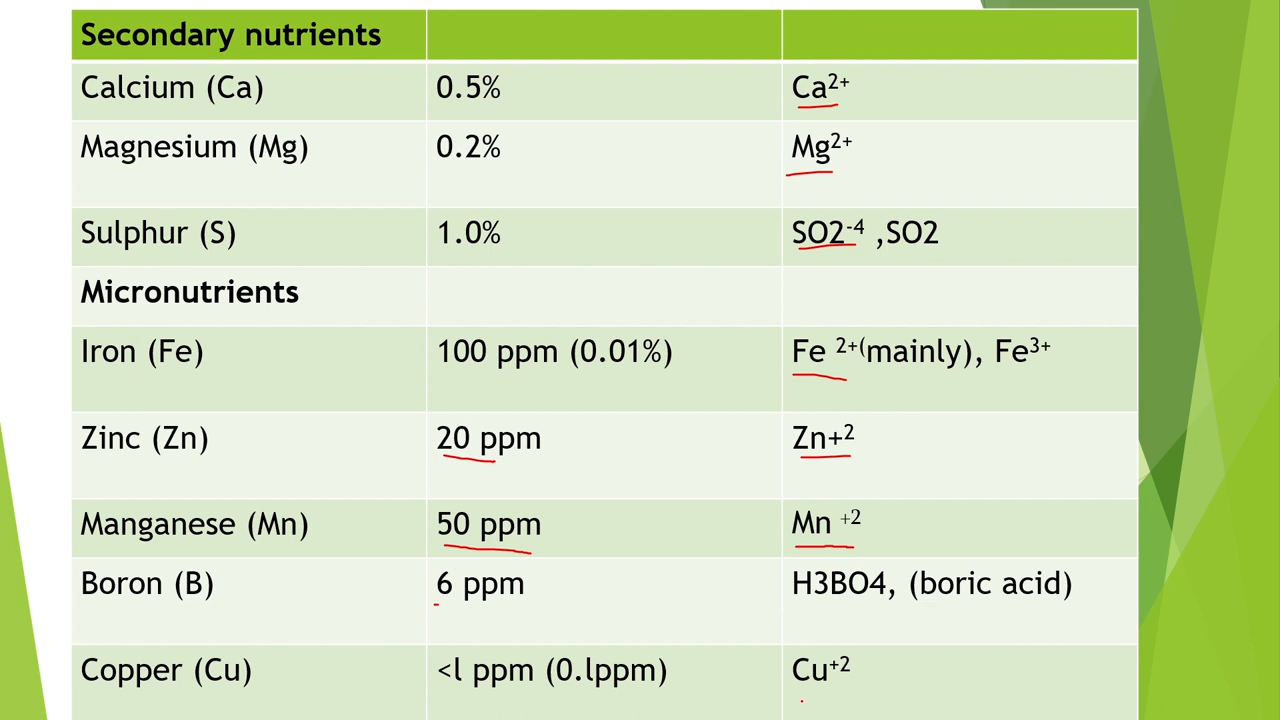 Secondary nutrients
Calcium (Ca) 0.5% Ca²⁺
Magnesium (Mg) 0.2% Mg²⁺
Sulphur (S) 1.0% SO2⁻⁴ ,SO2
Micronutrients
Iron (Fe) 100 ppm (0.01%) Fe ²⁺⁽(mainly), Fe³⁺
Zinc (Zn) 20 ppm Zn+²
Manganese (Mn) 50 ppm Mn ⁺²
Boron (B) 6 ppm H3BO4, (boric acid)
Copper (Cu) <l ppm (0.lppm) Cu⁺²